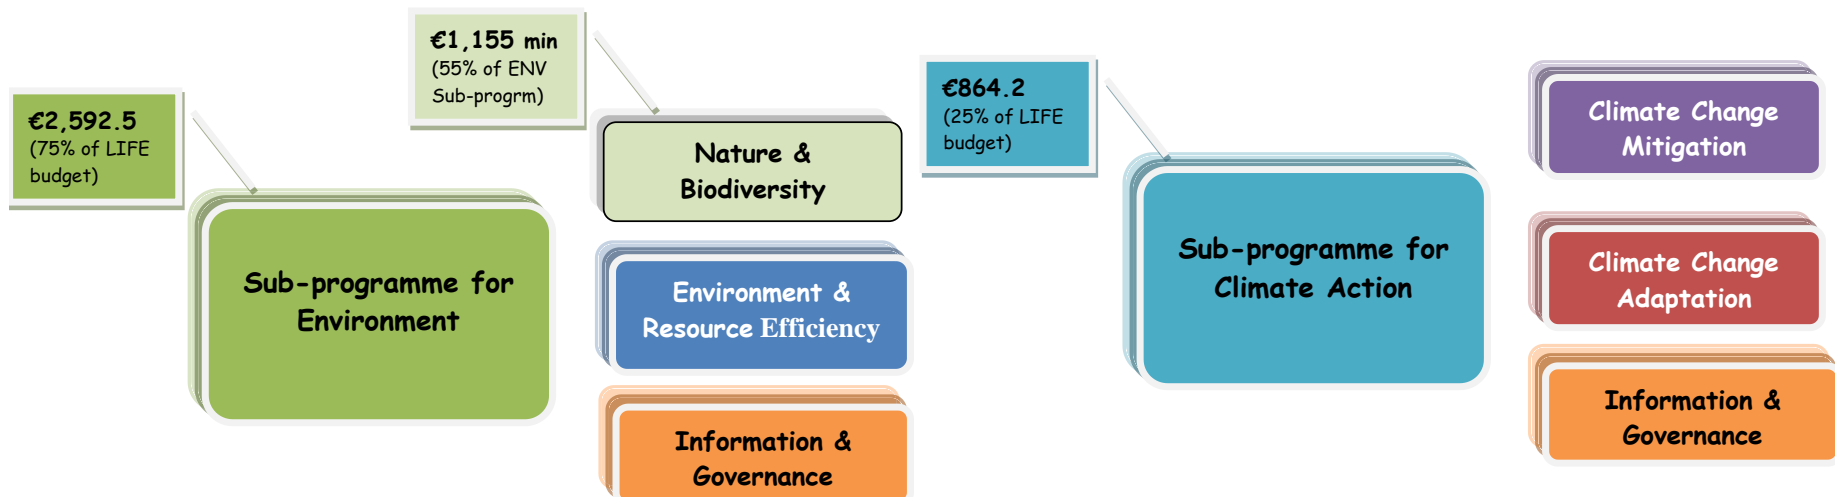 €2,592.5
(75% of LIFE
budget)
Sub-programme for
Environment
€1,155 min
(55% of ENV
Sub-progrm)
Nature &
Biodiversity
Environment &
Resource Efficiency
Information &
Governance
€864.2
(25% of LIFE
budget)
Sub-programme for
Climate Action
Climate Change
Mitigation
Climate Change
Adaptation
Information &
Governance